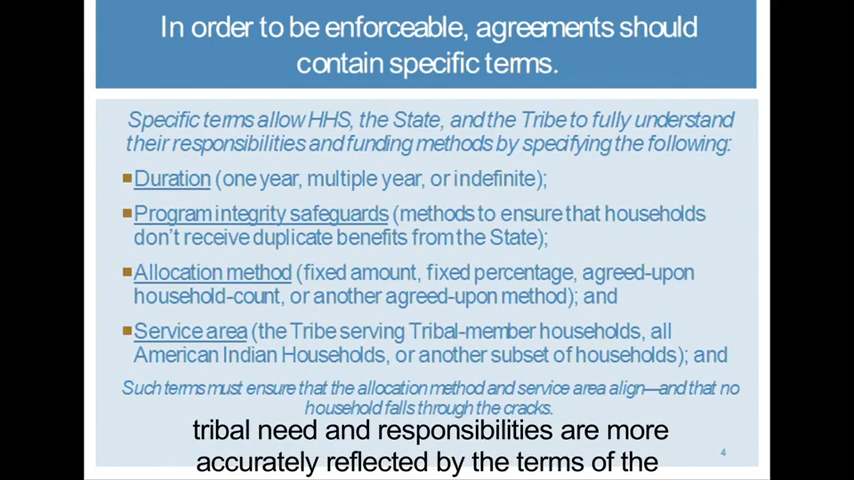 In order to be enforceable, agreements should
contain specific terms.
Specific terms allow HHS, the State, and the Tribe to fully understand
their responsibilities and funding methods by specifying the following:
■Duration (one year, multiple year, or indefinite);
■Program integrity safeguards (methods to ensure that households
don't receive duplicate benefits from the State);
■Allocation method (fixed amount, fixed percentage, agreed-upon
household-count, or another agreed-upon method); and
■Service area (the Tribe serving Tribal-member households, all
American Indian Households, or another subset of households); and
Such terms must ensure that the allocation method and service area align—and that no
household falls through the cracks.
tribal need and responsibilities are more
accurately reflected by the terms of the
4